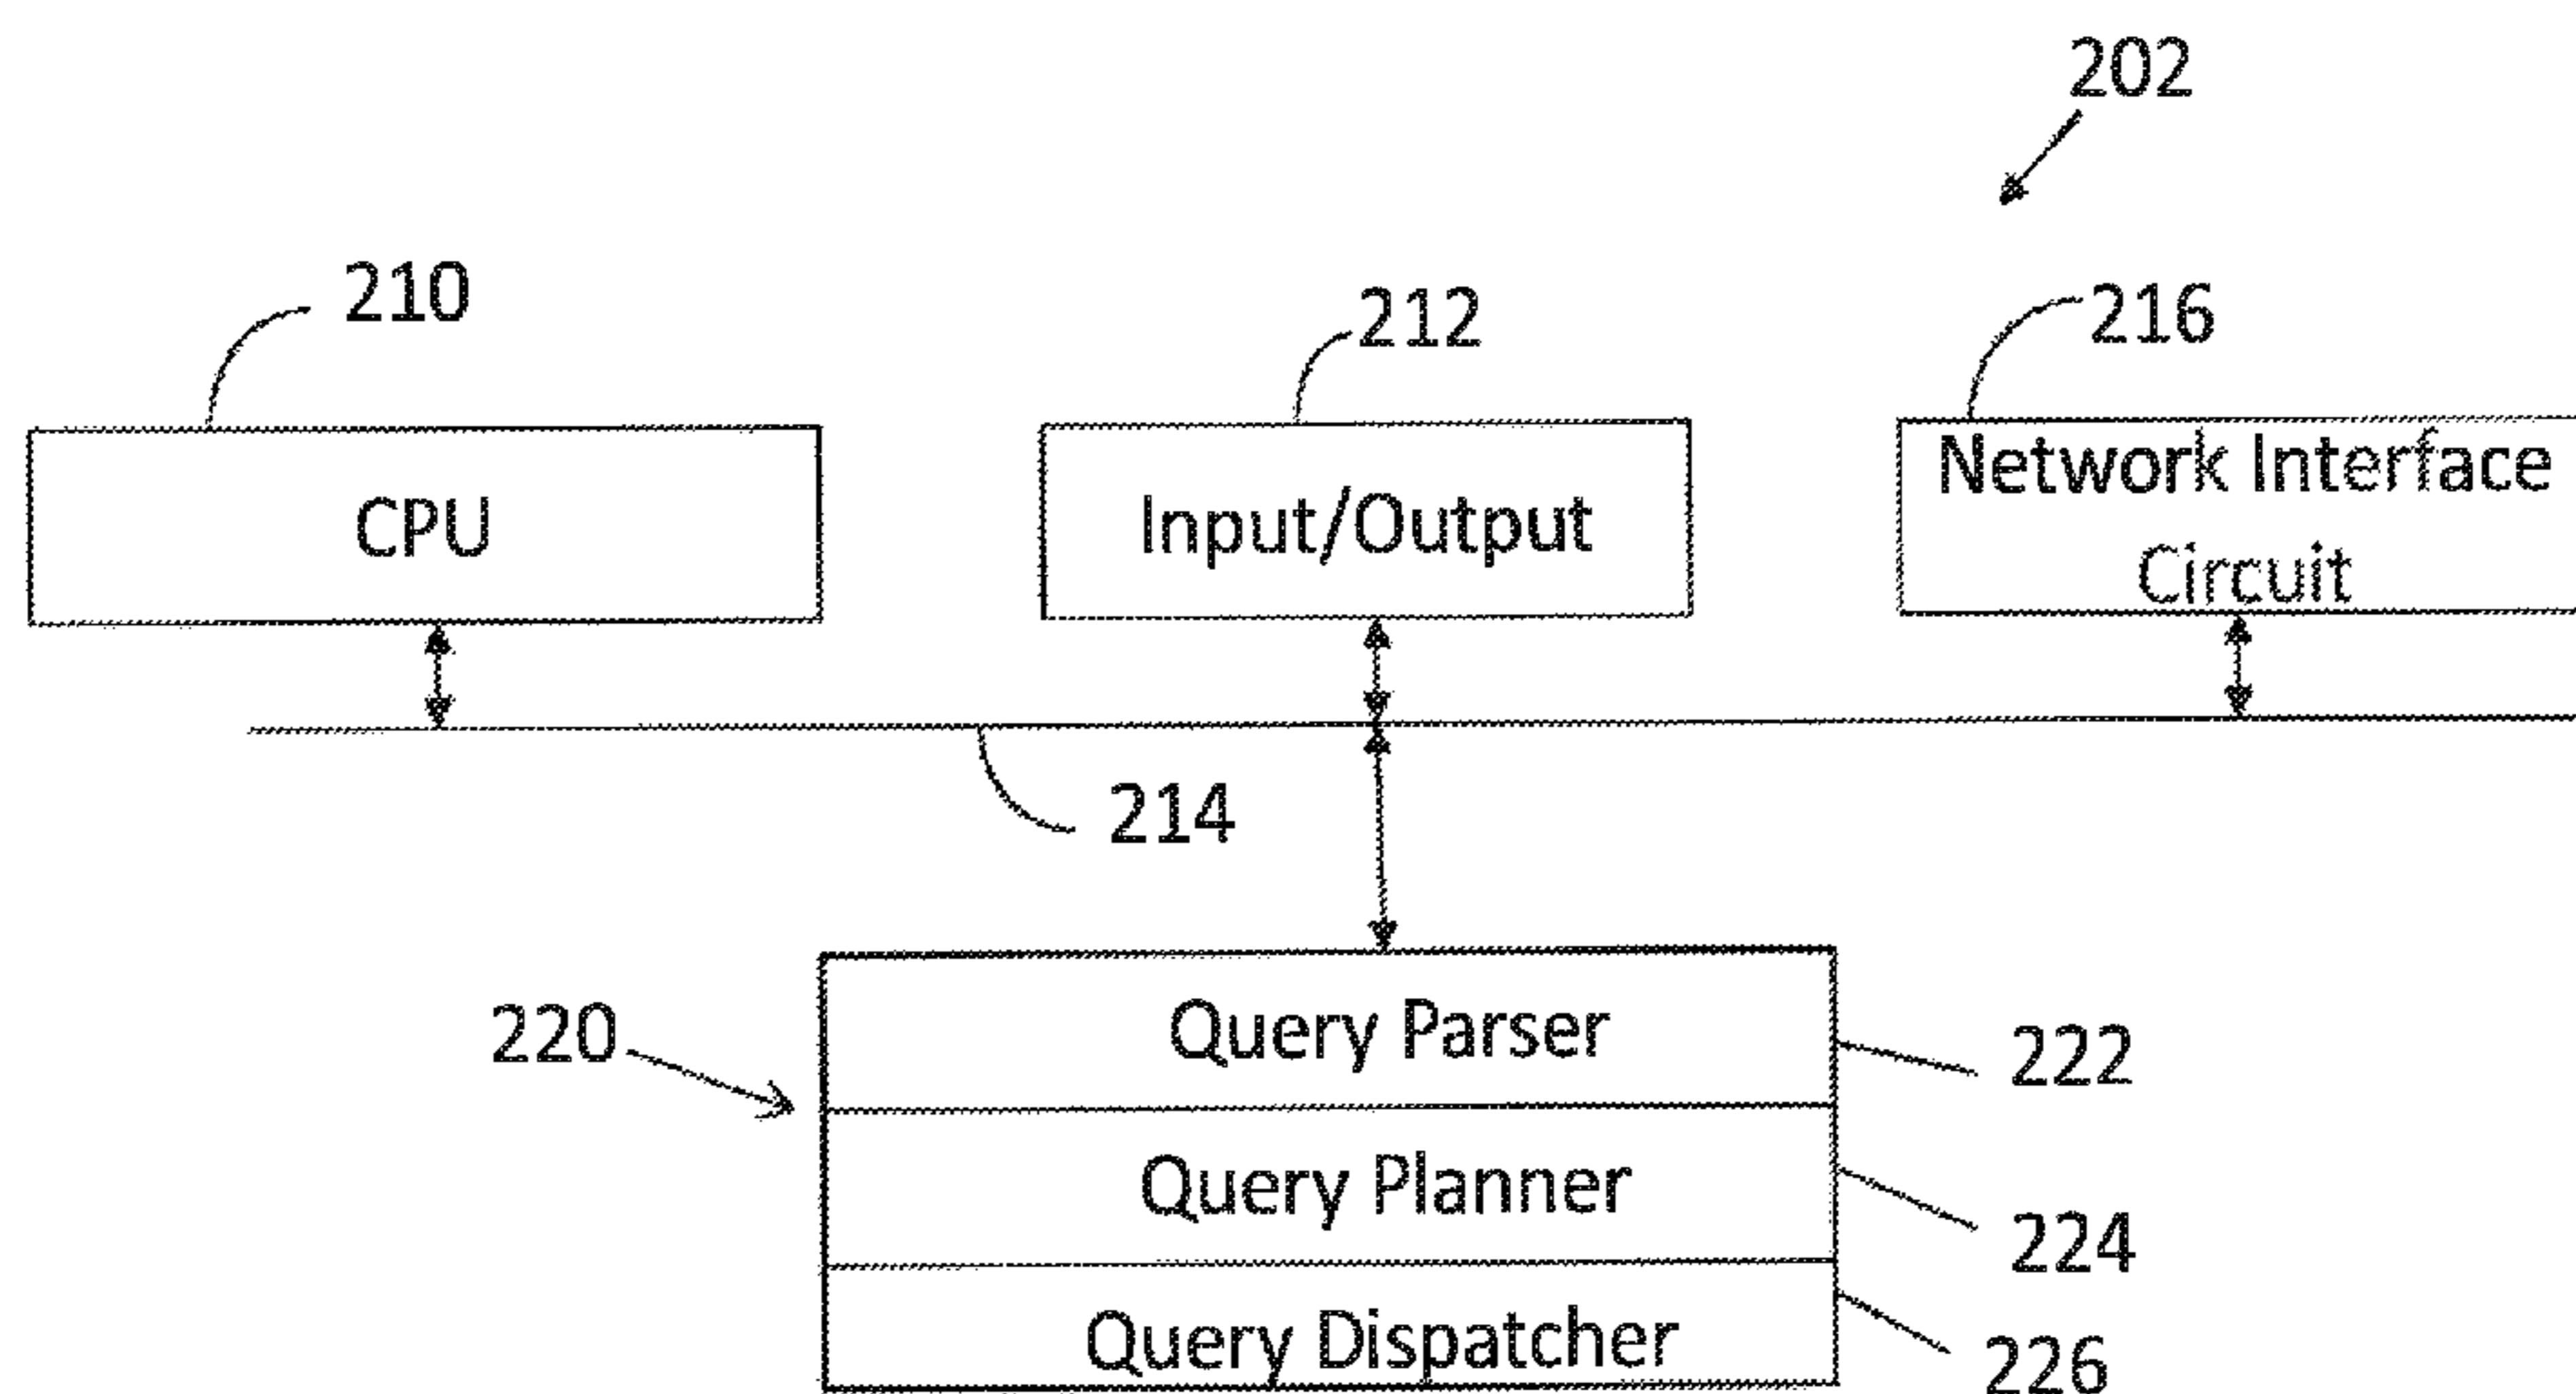 202
210
212
216
CPU
Input/Output
Network Interface
Circuit
214
220
Query Parser
222
Query Planner
224
Query Dispatcher
226